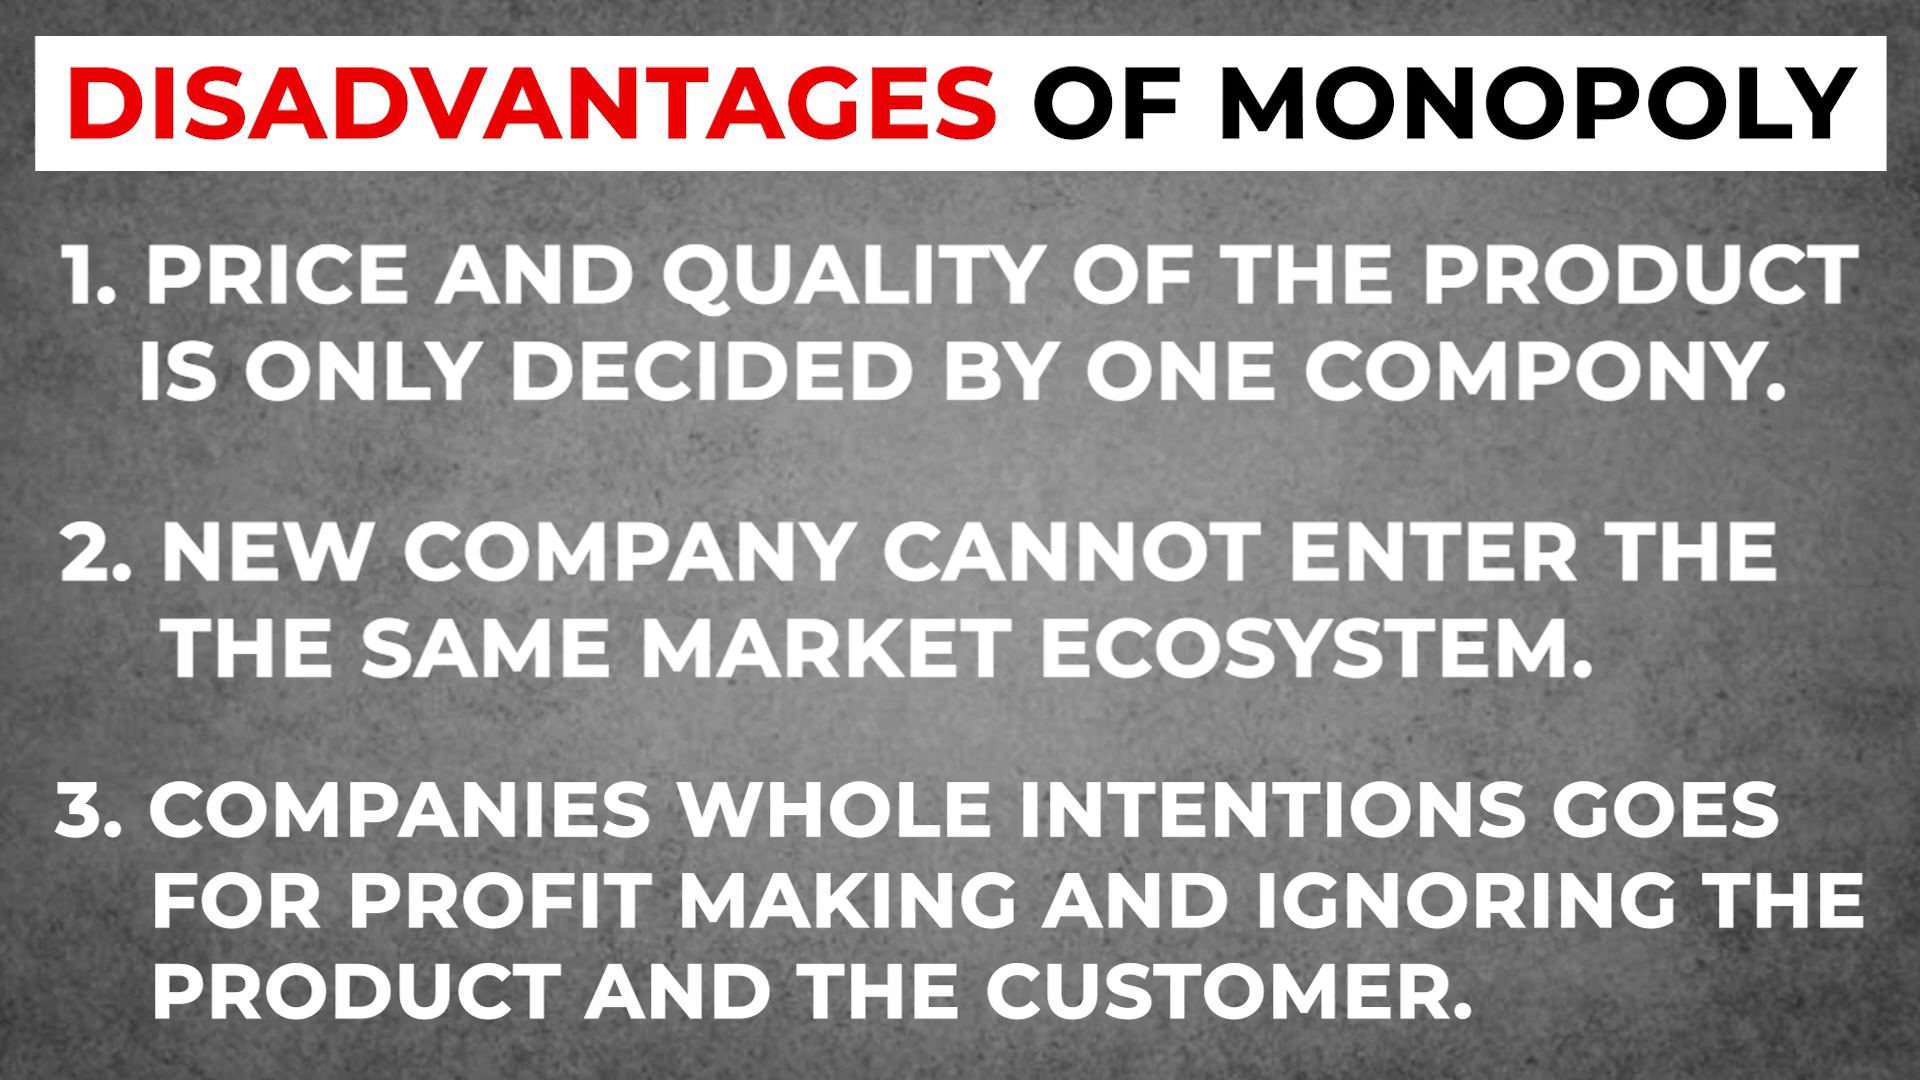 DISADVANTAGES OF MONOPOLY
1. PRICE AND QUALITY OF THE PRODUCT
IS ONLY DECIDED BY ONE COMPONY.
2. NEW COMPANY CANNOT ENTER THE
THE SAME MARKET ECOSYSTEM.
3. COMPANIES WHOLE INTENTIONS GOES
FOR PROFIT MAKING AND IGNORING THE
PRODUCT AND THE CUSTOMER.